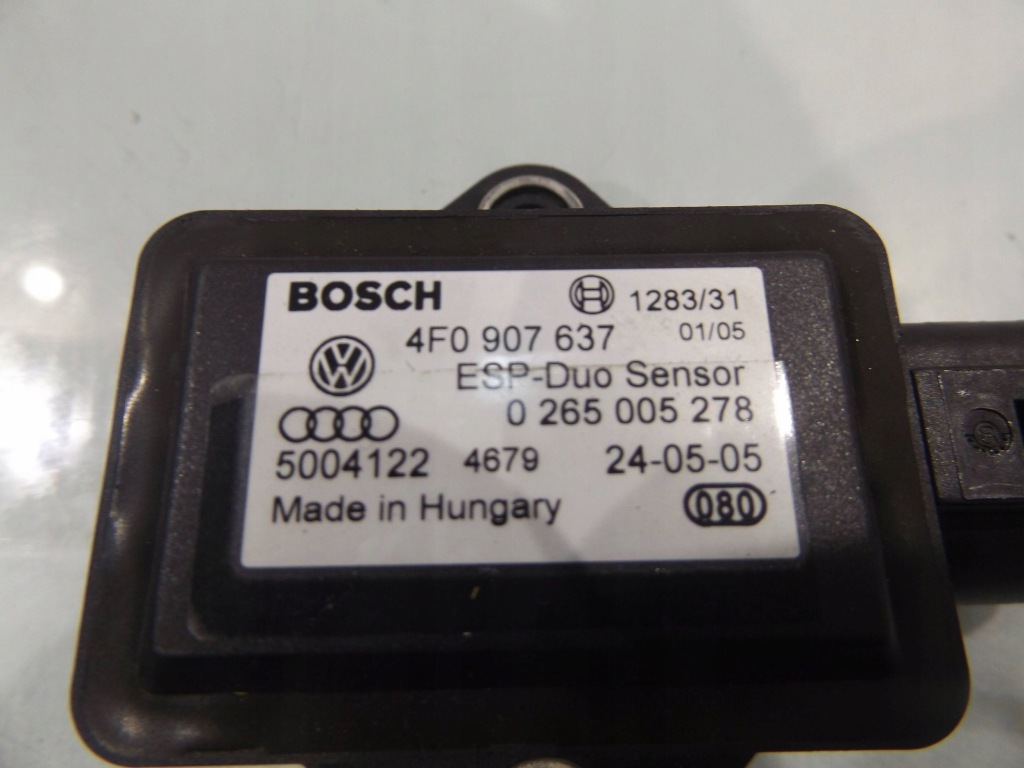 BOSCH 1283/31
4F0 907 637 01/05
ESP-Duo Sensor
0 265 005 278
5004122 4679 24-05-05
Made in Hungary 080